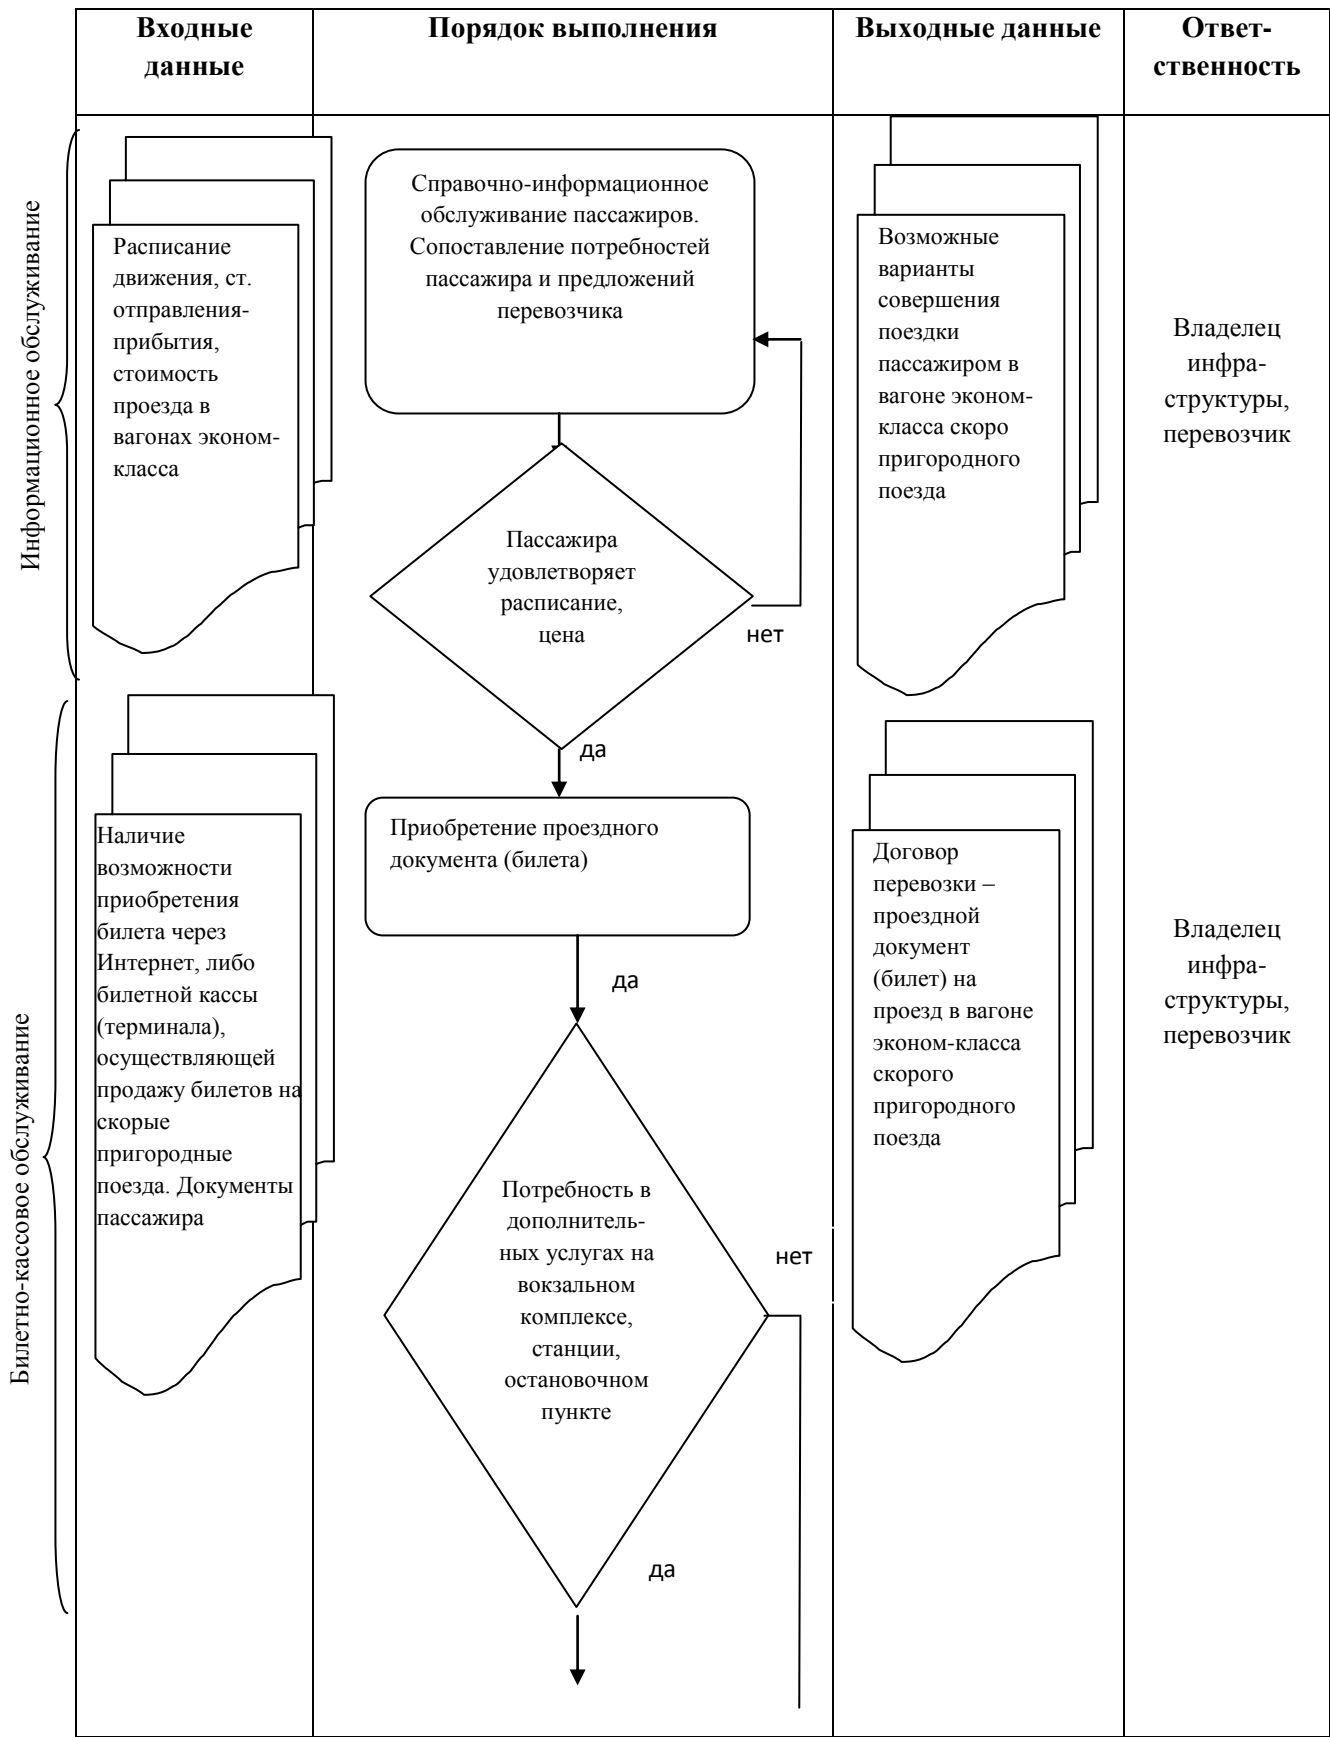 Входные
данные
Порядок выполнения
Выходные данные
Ответ-
ственность
Информационное обслуживание
Расписание
движения, ст.
отправления-
прибытия,
стоимость
проезда в
вагонах эконом-
класса
Справочно-информационное
обслуживание пассажиров.
Сопоставление потребностей
пассажира и предложений
перевозчика
Возможные
варианты
совершения
поездки
пассажиром в
вагоне эконом-
класса скоро
пригородного
поезда
Владелец
инфра-
структуры,
перевозчик
Пассажира
удовлетворяет
расписание,
цена
нет
да
Билетно-кассовое обслуживание
Наличие
возможности
приобретения
билета через
Интернет, либо
билетной кассы
(терминала),
осуществляющей
продажу билетов на
скорые
пригородные
поезда. Документы
пассажира
Приобретение проездного
документа (билета)
да
Договор
перевозки –
проездной
документ
(билет) на
проезд в вагоне
эконом-класса
скорого
пригородного
поезда
Владелец
инфра-
структуры,
перевозчик
Потребность в
дополнитель-
ных услугах на
вокзальном
комплексе,
станции,
остановочном
пункте
нет
да